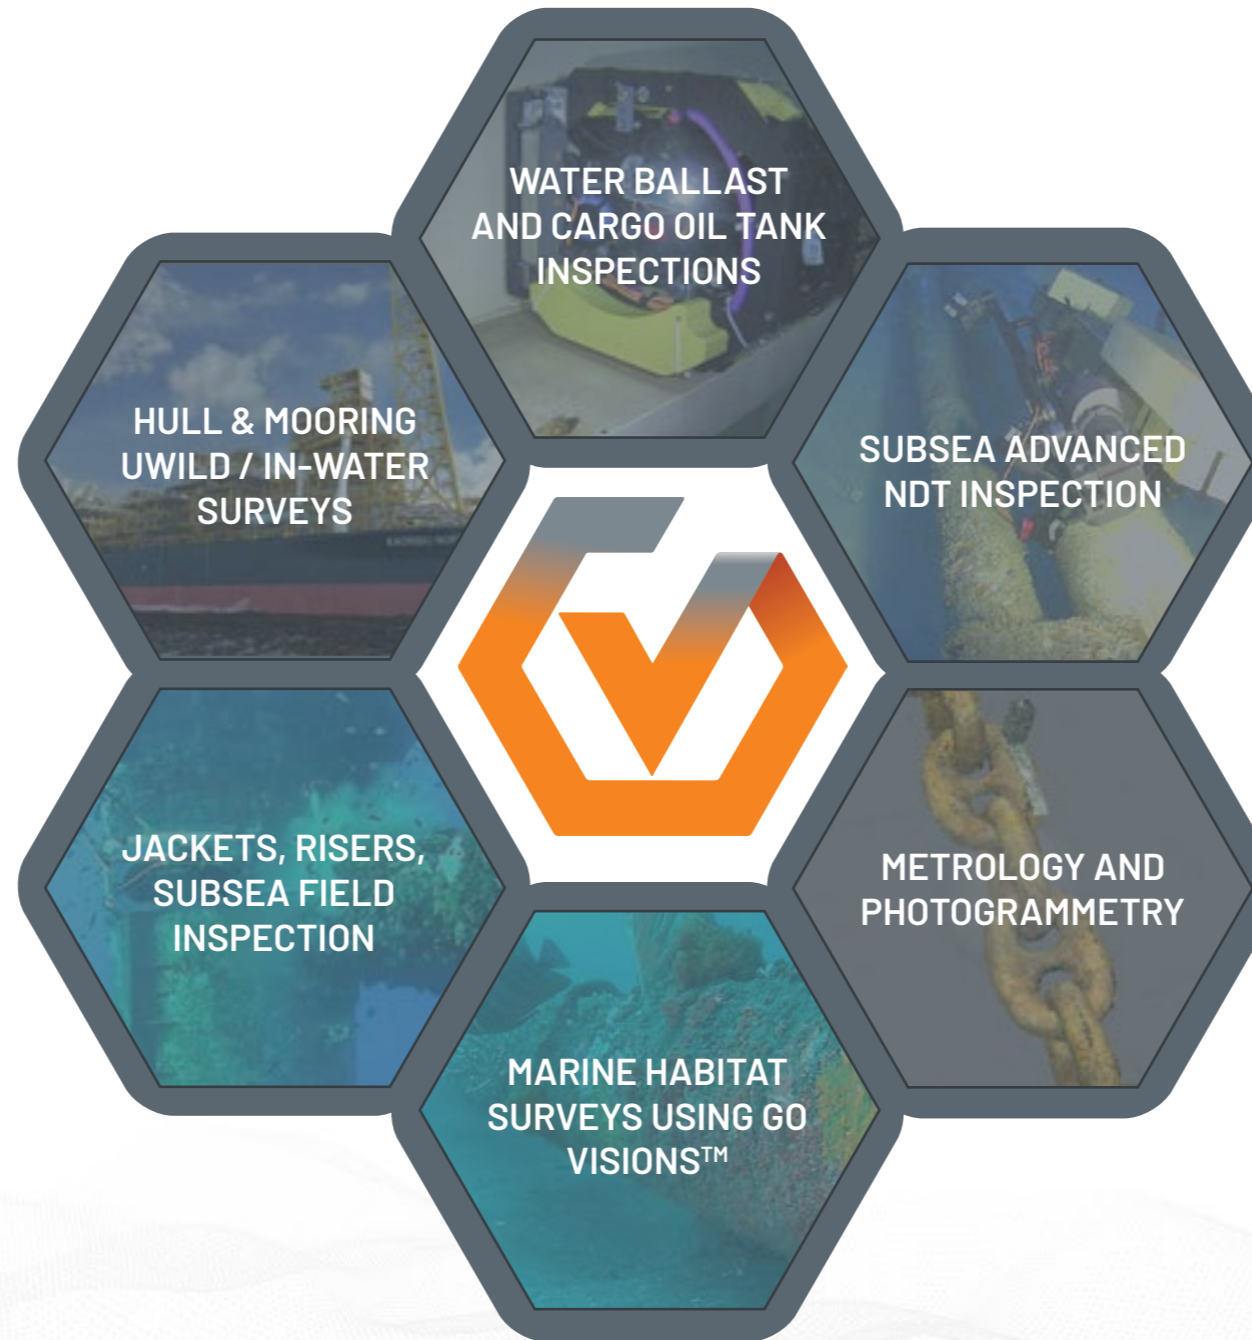 WATER BALLAST
AND CARGO OIL TANK
INSPECTIONS
HULL & MOORING
UWILD / IN-WATER
SURVEYS
SUBSEA ADVANCED
NDT INSPECTION
JACKETS, RISERS,
SUBSEA FIELD
INSPECTION
METROLOGY AND
PHOTOGRAMMETRY
MARINE HABITAT
SURVEYS USING GO
VISIONS™